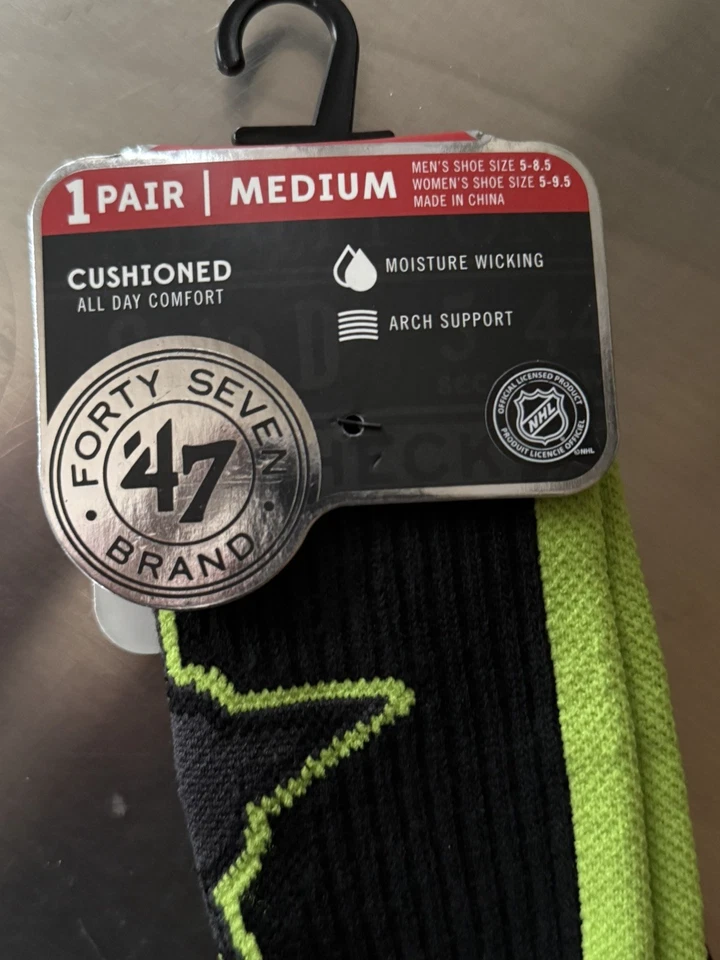 1 PAIR | MEDIUM
MEN'S SHOE SIZE 5-8.5
WOMEN'S SHOE SIZE 5-9.5
MADE IN CHINA
CUSHIONED
ALL DAY COMFORT
MOISTURE WICKING
ARCH SUPPORT
FORTY SEVEN
'47
BRAND
OFFICIAL LICENSED PRODUCT
NHL
PRODUIT LICENCIÉ OFFICIEL
©NHL